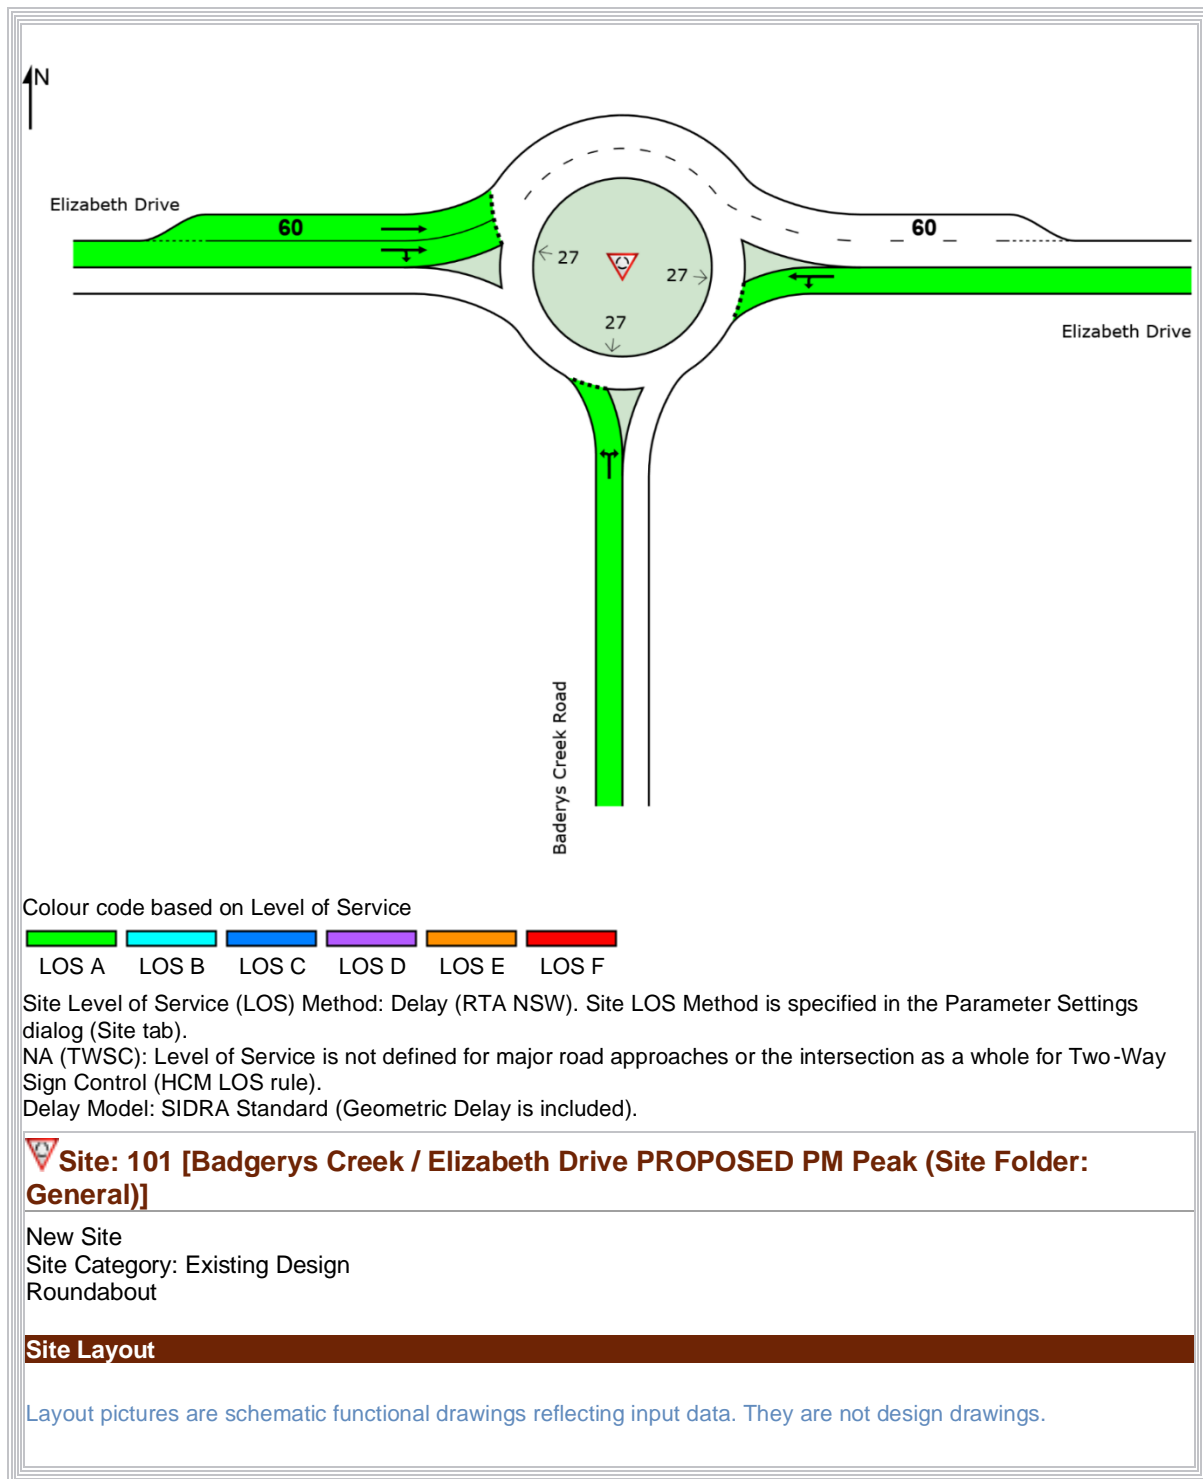 N
Elizabeth Drive
60
60
27
27
27
Elizabeth Drive
Baderys Creek Road
Colour code based on Level of Service
LOS A LOS B LOS C LOS D LOS E LOS F
Site Level of Service (LOS) Method: Delay (RTA NSW). Site LOS Method is specified in the Parameter Settings
dialog (Site tab).
NA (TWSC): Level of Service is not defined for major road approaches or the intersection as a whole for Two-Way
Sign Control (HCM LOS rule).
Delay Model: SIDRA Standard (Geometric Delay is included).
Site: 101 [Badgerys Creek / Elizabeth Drive PROPOSED PM Peak (Site Folder:
General)]
New Site
Site Category: Existing Design
Roundabout
Site Layout
Layout pictures are schematic functional drawings reflecting input data. They are not design drawings.